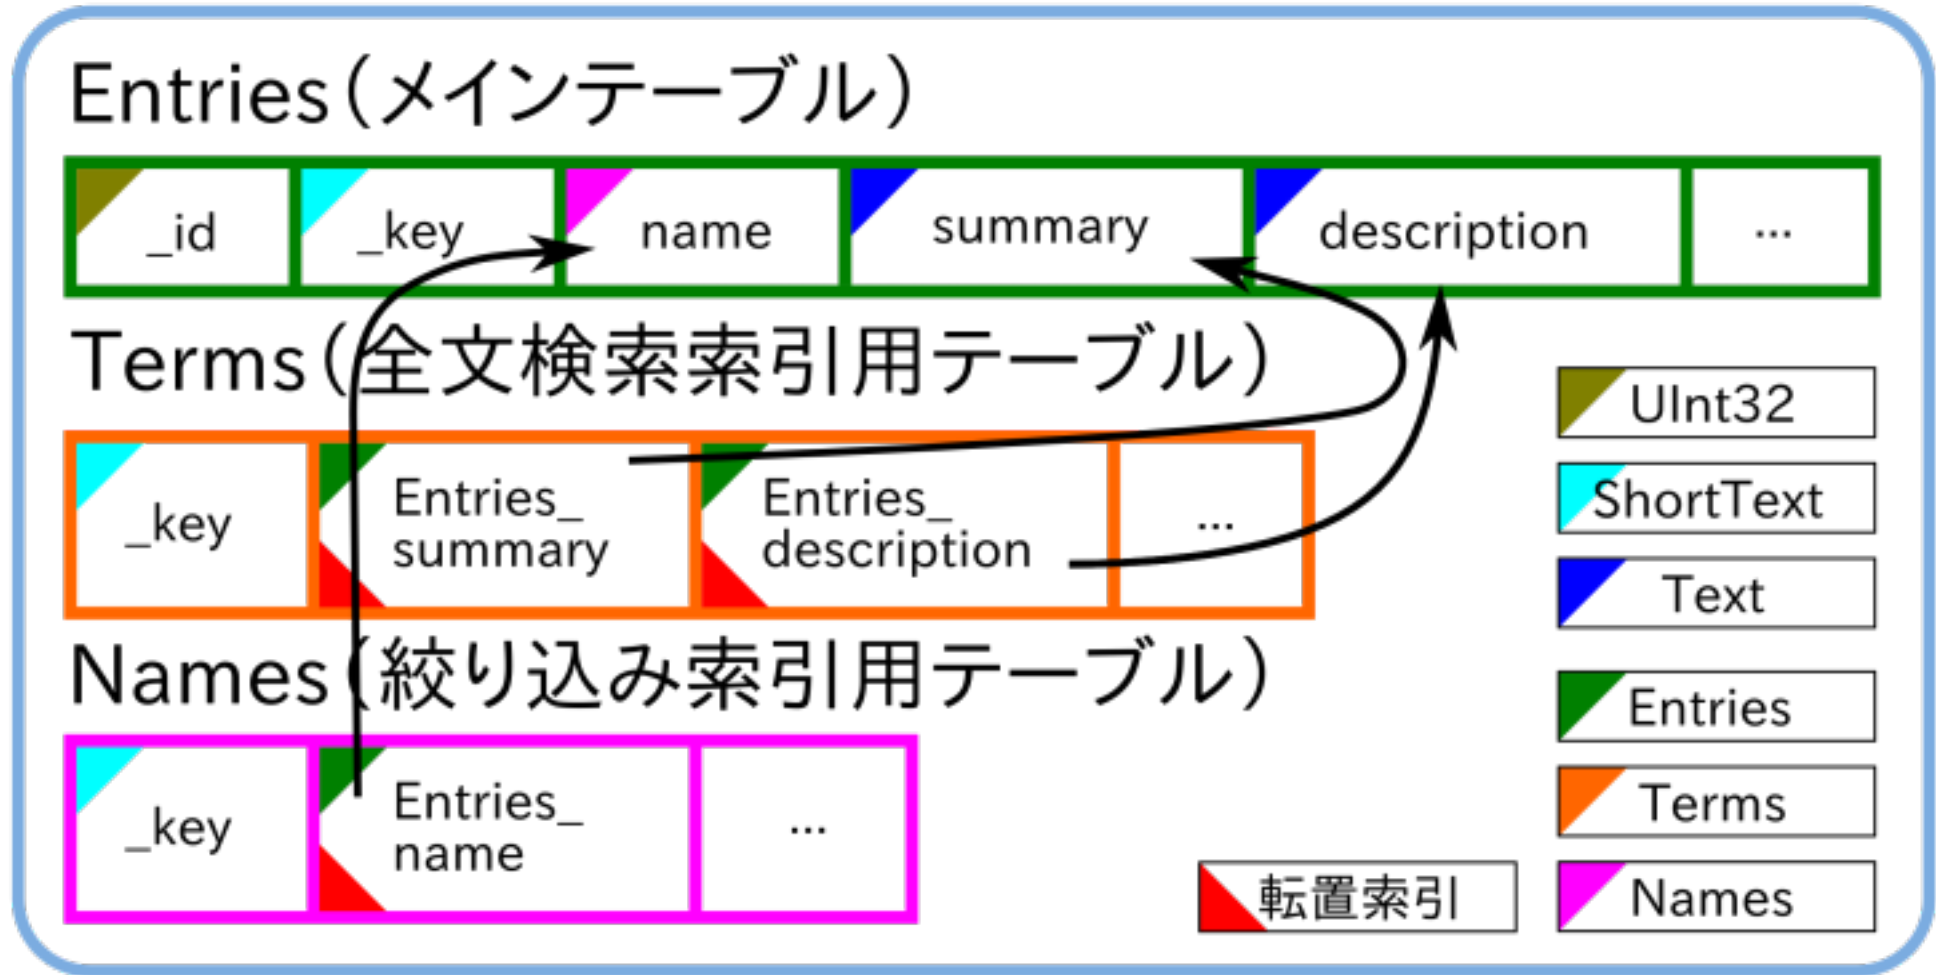 Entries(メインテーブル)
_id
_key
name
summary
description
...
Terms(全文検索索引用テーブル)
_key
Entries_
summary
Entries_
description
...
Names(絞り込み索引用テーブル)
_key
Entries_
name
...
UInt32
ShortText
Text
Entries
Terms
転置索引
Names